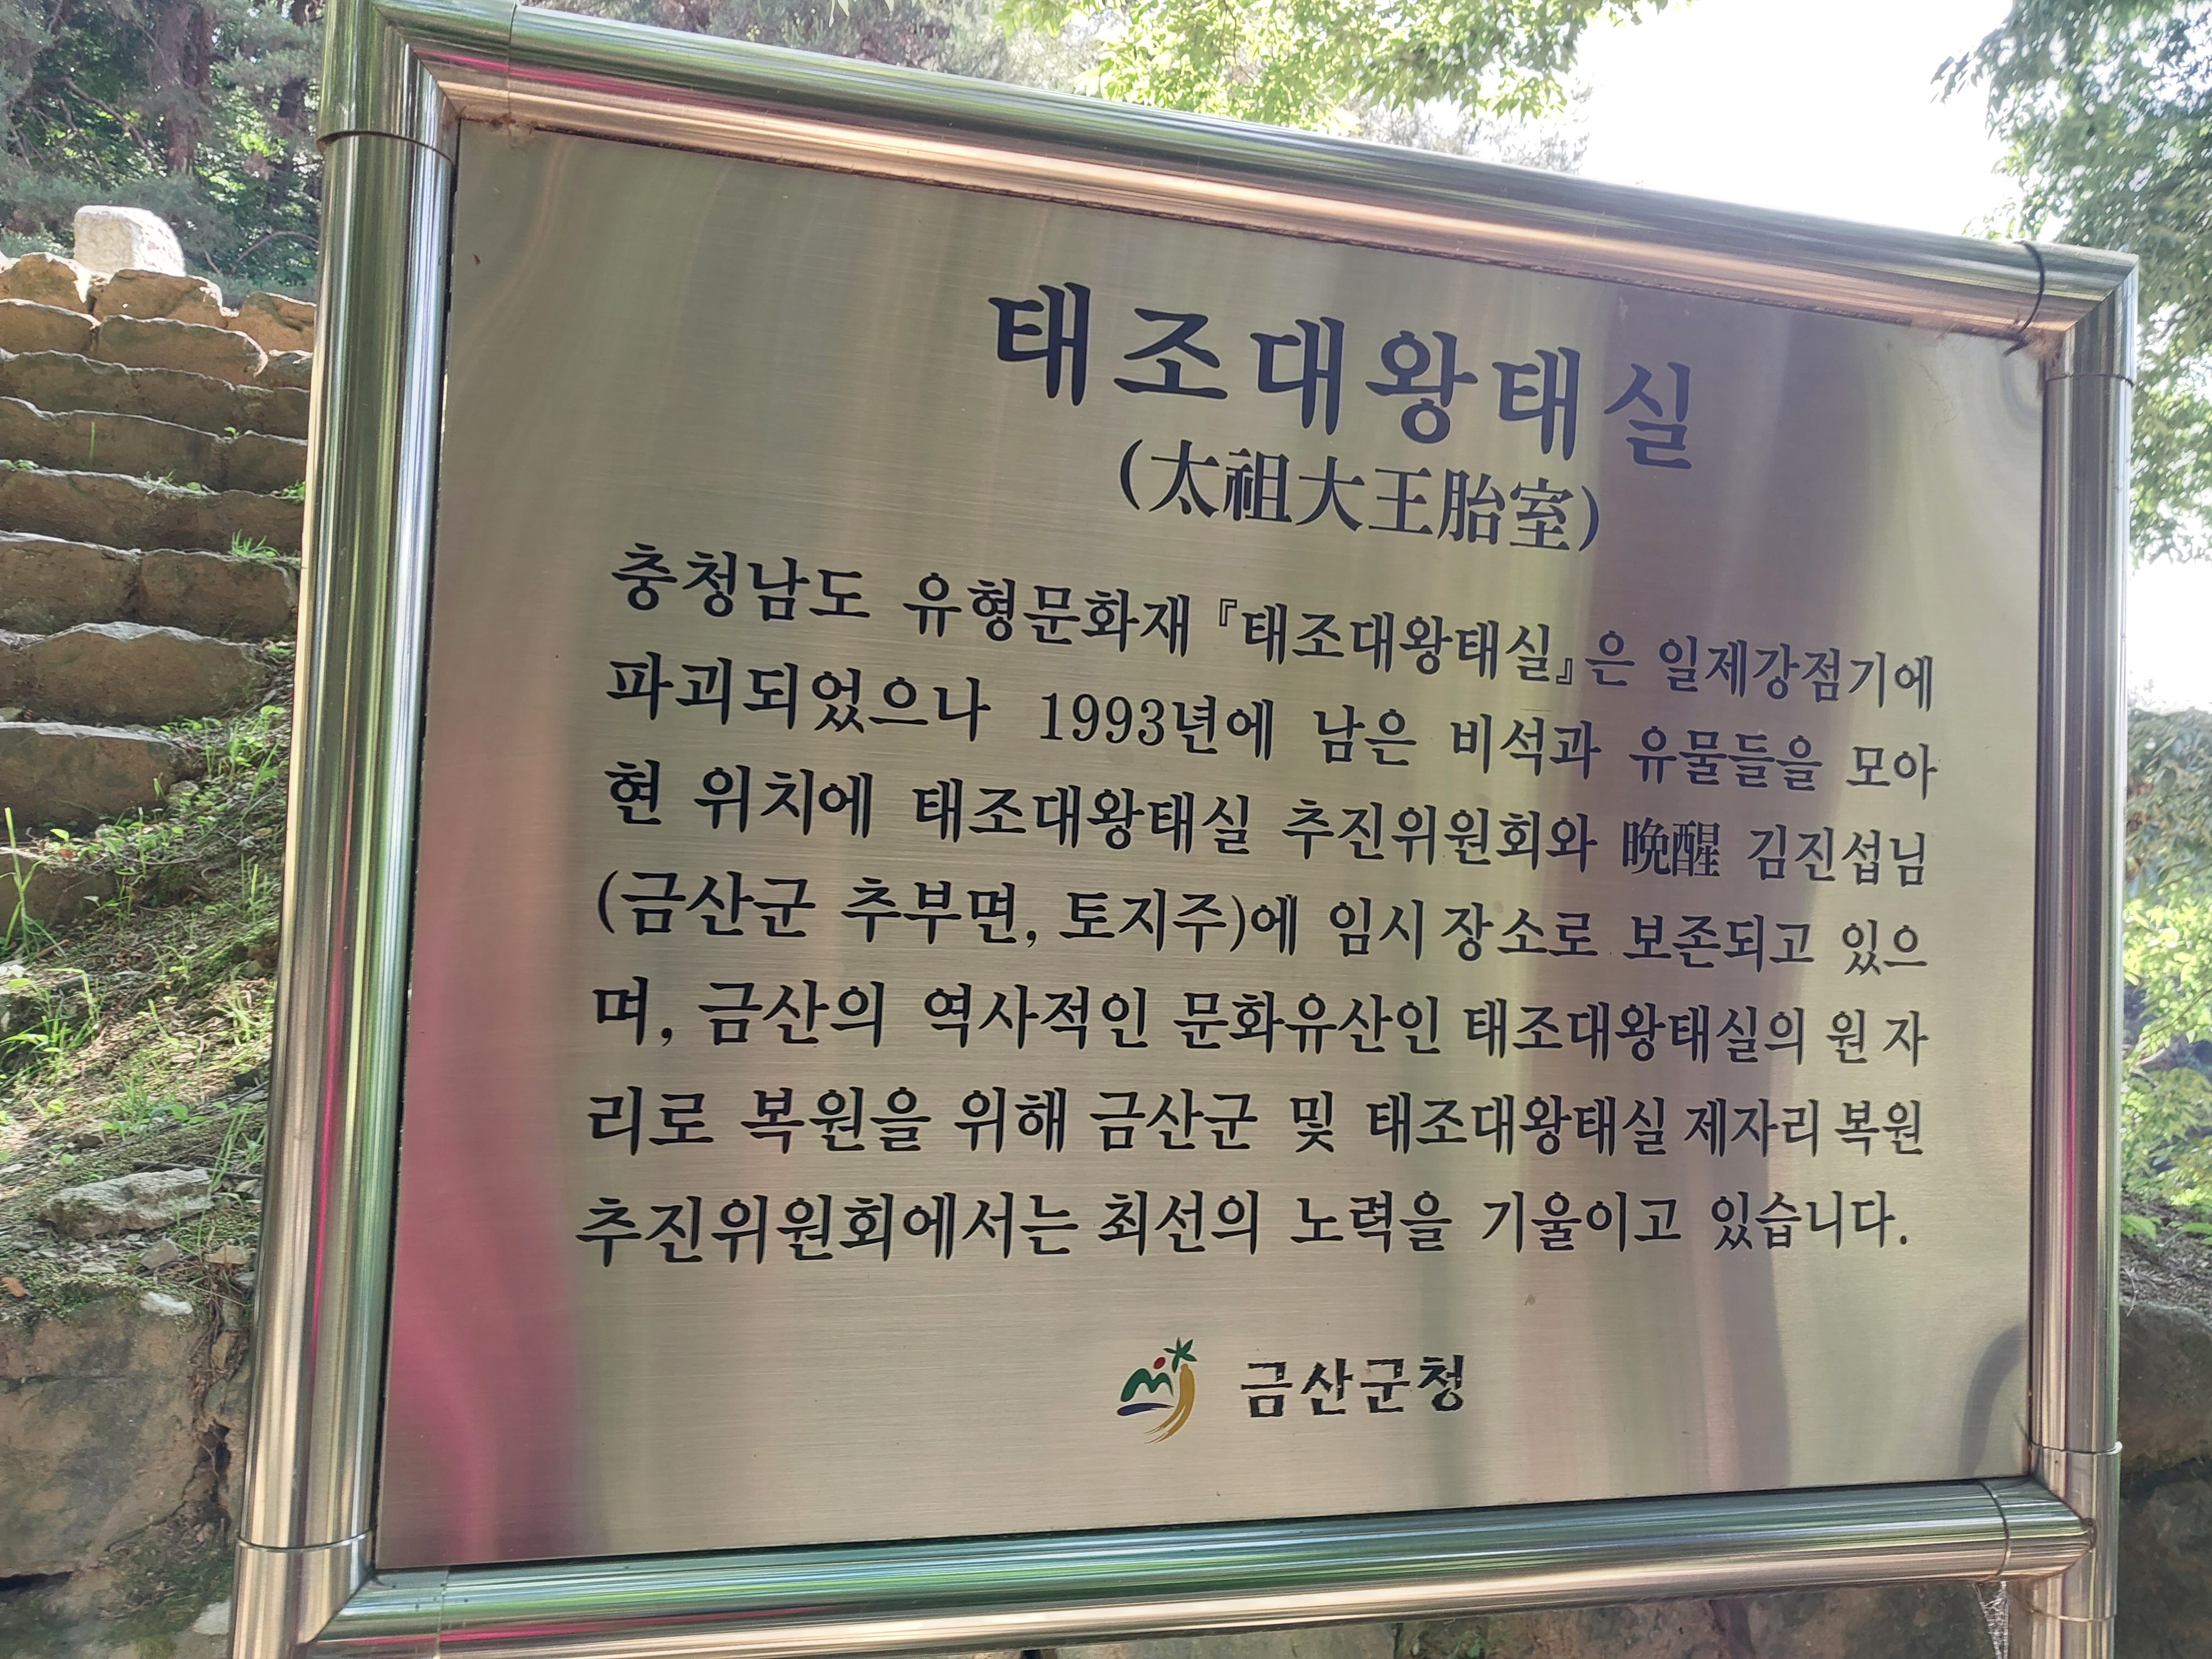 태조대왕태실
(太祖大王胎室)
충청남도 유형문화재 『태조대왕태실』은 일제강점기에
파괴되었으나 1993년에 남은 비석과 유물들을 모아
현 위치에 태조대왕태실 추진위원회와 晩醒 김진섭님
(금산군 추부면, 토지주)에 임시 장소로 보존되고 있으
며, 금산의 역사적인 문화유산인 태조대왕태실의 원 자
리로 복원을 위해 금산군 및 태조대왕태실 제자리 복원
추진위원회에서는 최선의 노력을 기울이고 있습니다.
금산군청